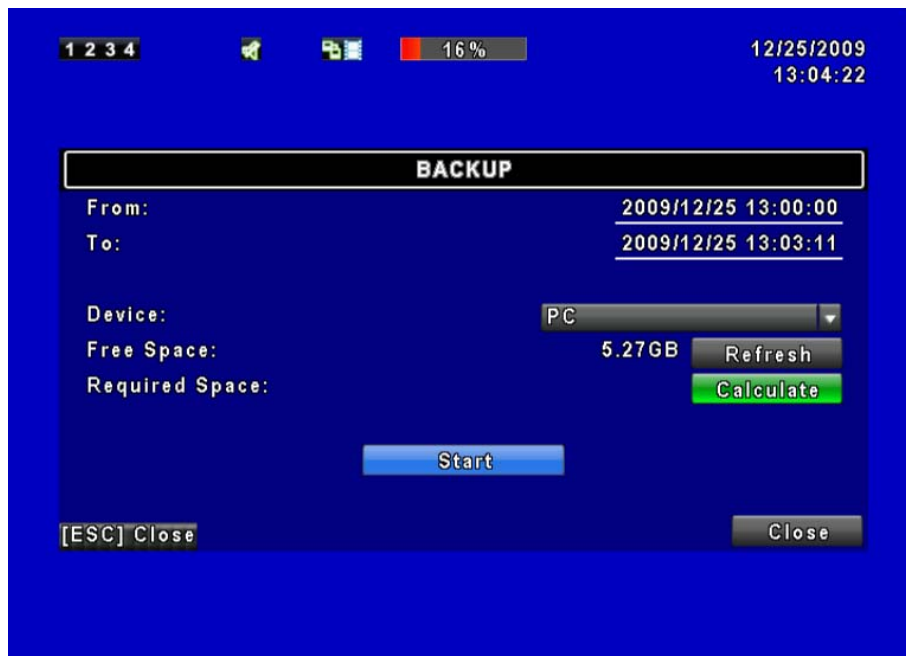 1 2 3 4 16% 12/25/2009
13:04:22
BACKUP
From: 2009/12/25 13:00:00
To: 2009/12/25 13:03:11
Device: PC
Free Space: 5.27GB Refresh
Required Space: Calculate
Start
[ESC] Close Close